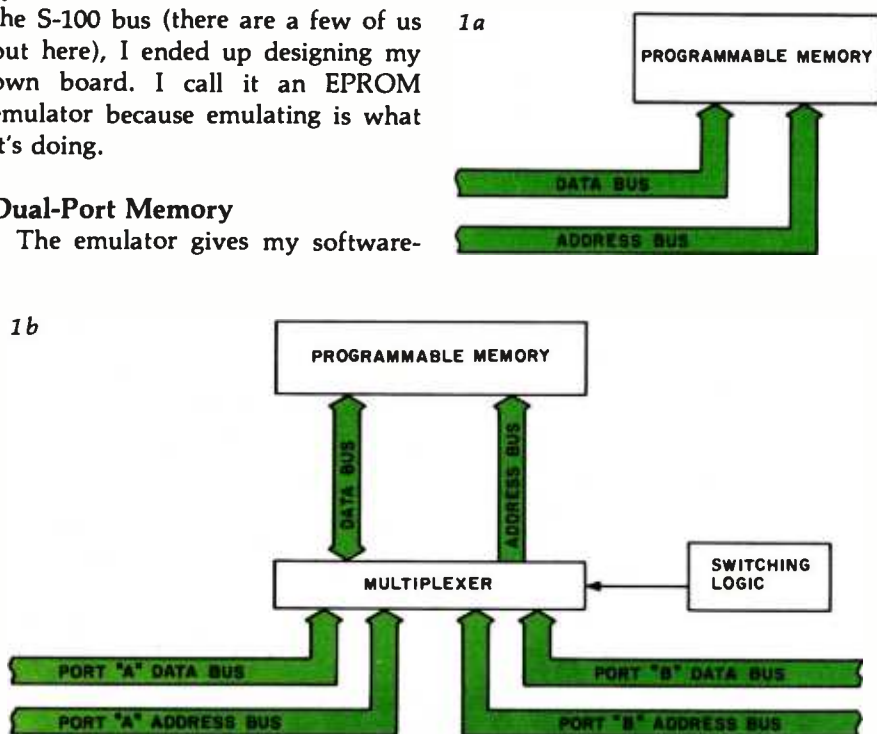 the S-100 bus (there are a few of us
out here), I ended up designing my
own board. I call it an EPROM
emulator because emulating is what
it's doing.
Dual-Port Memory
The emulator gives my software-
1a
PROGRAMMABLE MEMORY
DATA BUS
ADDRESS BUS
1b
PROGRAMMABLE MEMORY
DATA BUS
ADDRESS BUS
MULTIPLEXER
SWITCHING
LOGIC
PORT "A" DATA BUS
PORT "B" DATA BUS
PORT "A" ADDRESS BUS
PORT "B" ADDRESS BUS